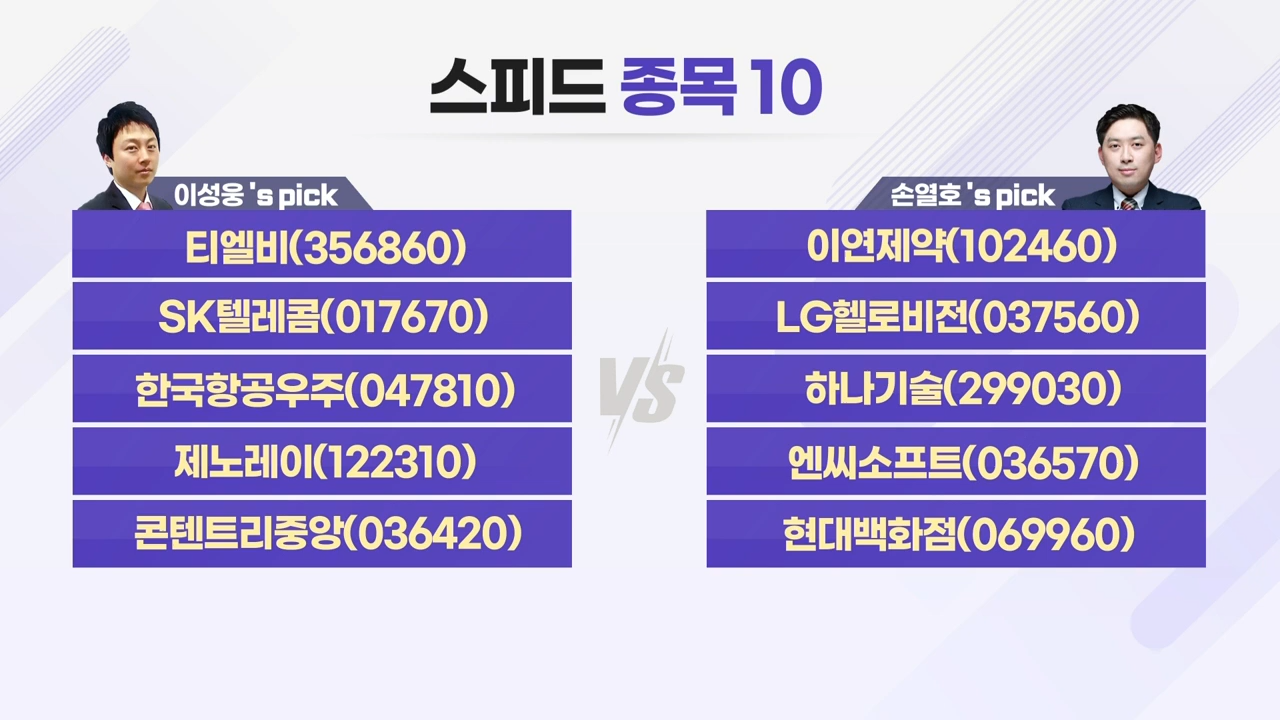 스피드 종목 10
이성웅 's pick
티엘비(356860)
SK텔레콤(017670)
한국항공우주(047810)
제노레이(122310)
콘텐트리중앙(036420)
VS
손열호 's pick
이연제약(102460)
LG헬로비전(037560)
하나기술(299030)
엔씨소프트(036570)
현대백화점(069960)